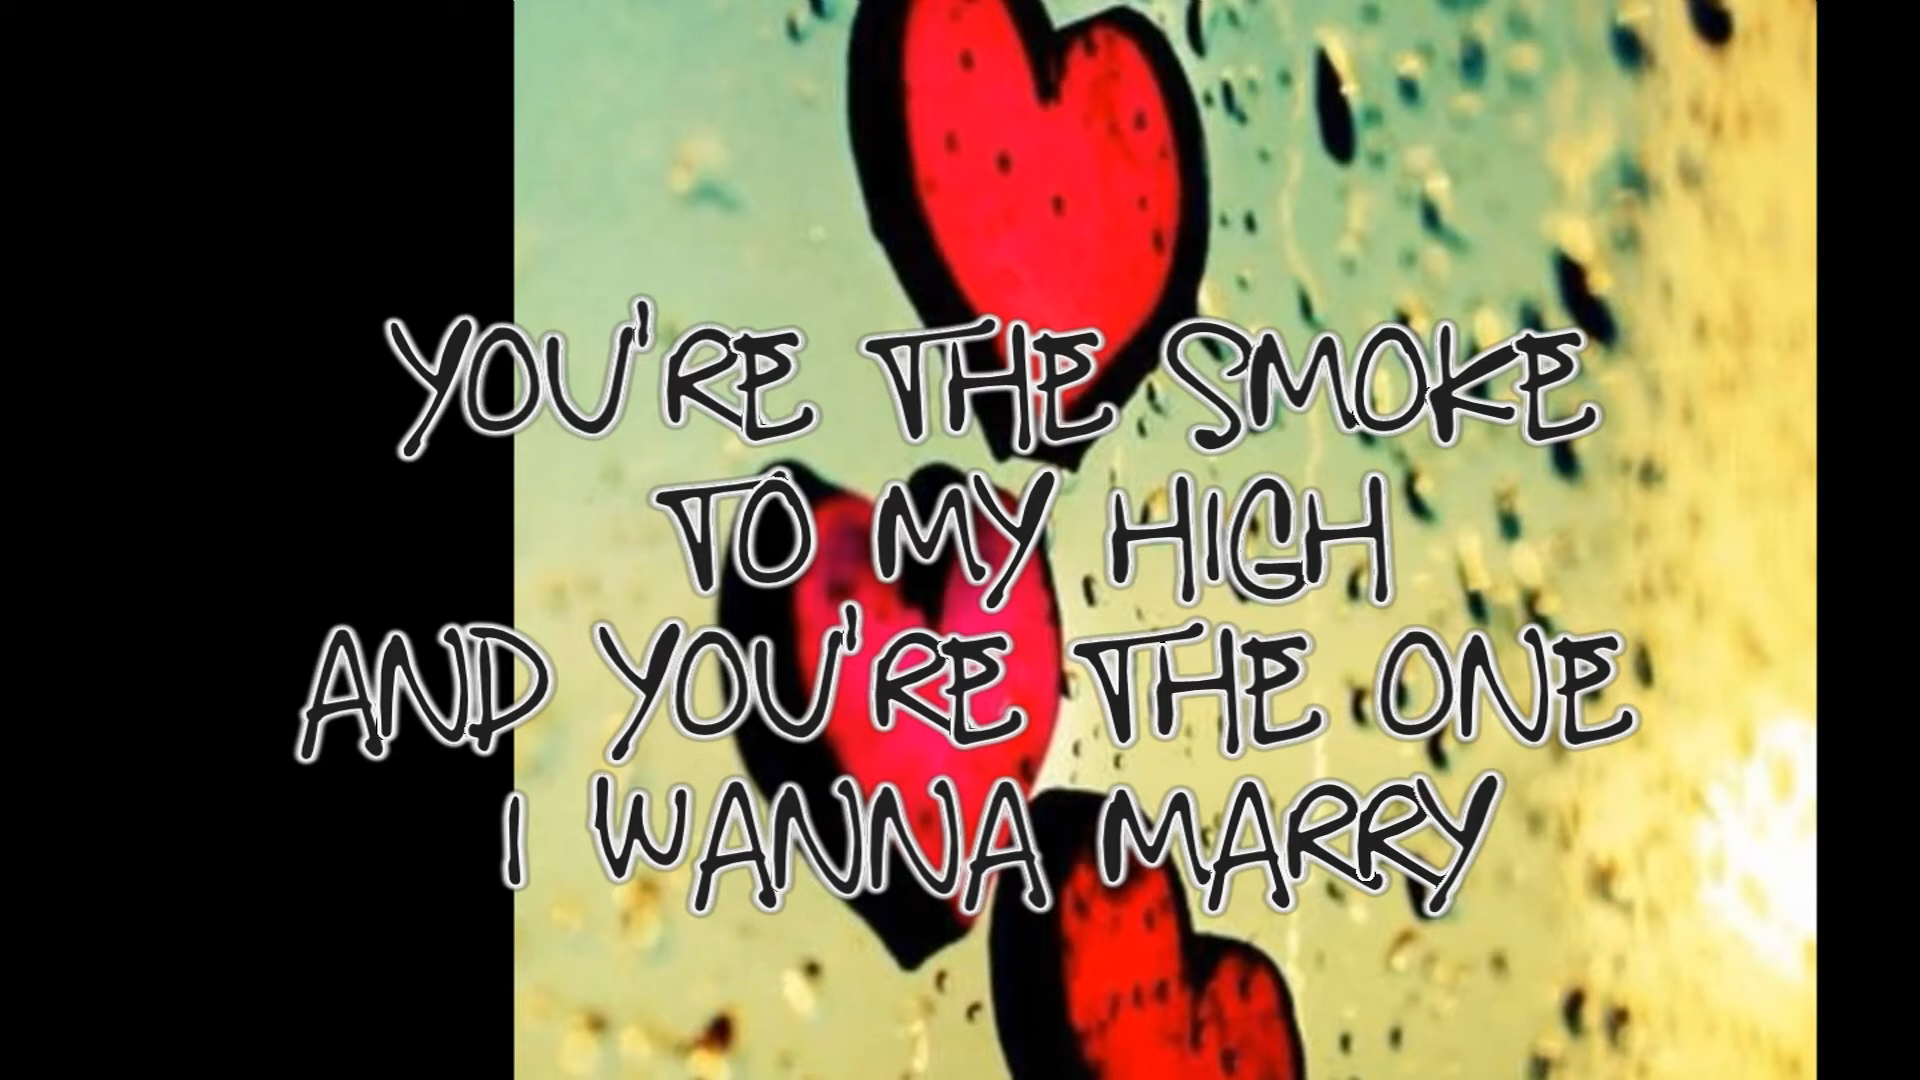 YOU'RE THE SMOKE
TO MY HIGH
AND YOU'RE THE ONE
I WANNA MARRY